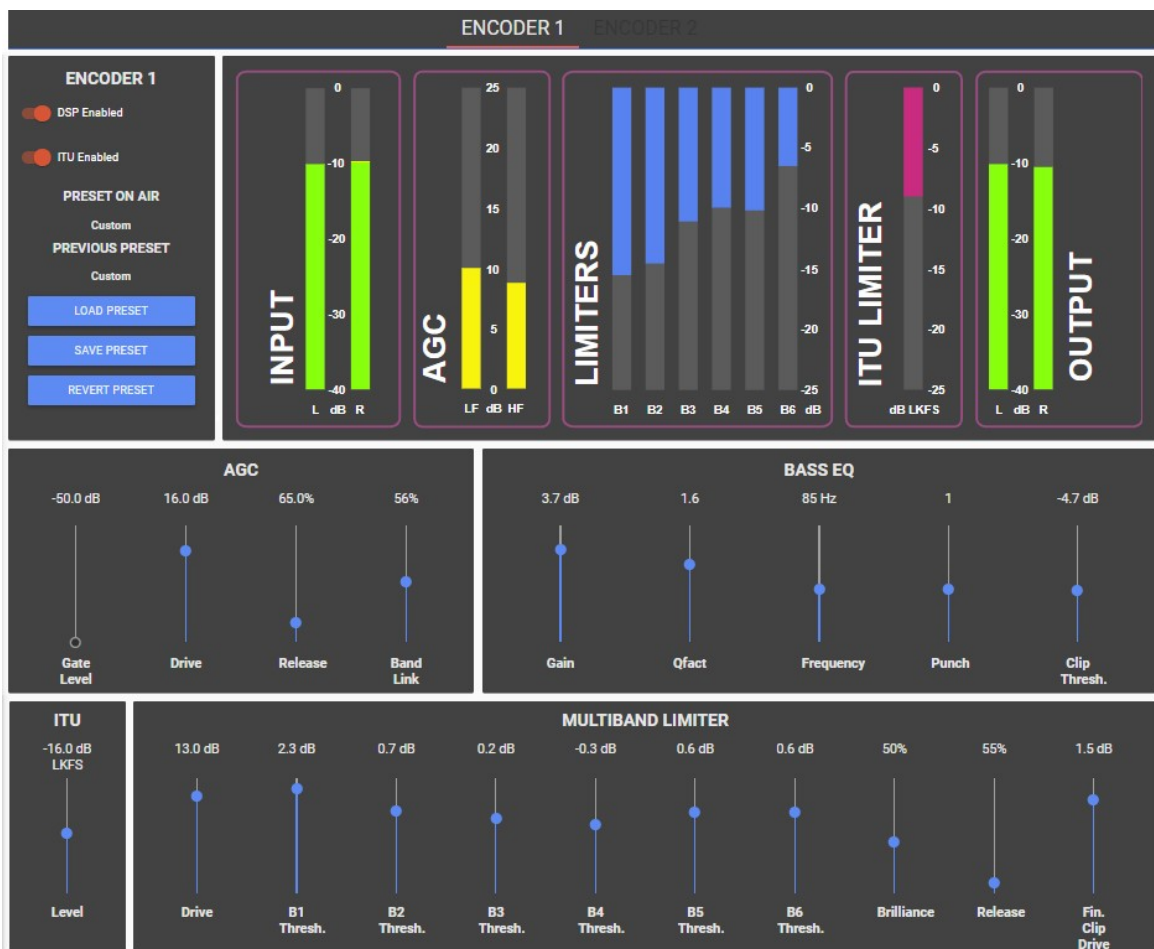 ENCODER 1 ENCODER 2
ENCODER 1
DSP Enabled
ITU Enabled
PRESET ON AIR
Custom
PREVIOUS PRESET
Custom
LOAD PRESET
SAVE PRESET
REVERT PRESET
INPUT
0
-10
-20
-30
-40
L dB R
AGC
25
20
15
10
5
0
LF dB HF
LIMITERS
0
-5
-10
-15
-20
-25
B1 B2 B3 B4 B5 B6 dB
ITU LIMITER
0
-5
-10
-15
-20
-25
dB LKFS
0
-10
-20
-30
-40
L dB R
OUTPUT
AGC
-50.0 dB 16.0 dB 65.0% 56%
Gate Drive Release Band
Level Link
BASS EQ
3.7 dB 1.6 85 Hz 1 -4.7 dB
Gain Qfact Frequency Punch Clip
Thresh.
ITU
-16.0 dB
LKFS
Level
MULTIBAND LIMITER
13.0 dB 2.3 dB 0.7 dB 0.2 dB -0.3 dB 0.6 dB 0.6 dB 50% 55% 1.5 dB
Drive B1 B2 B3 B4 B5 B6 Brilliance Release Fin.
Thresh. Thresh. Thresh. Thresh. Thresh. Thresh. Clip
Drive